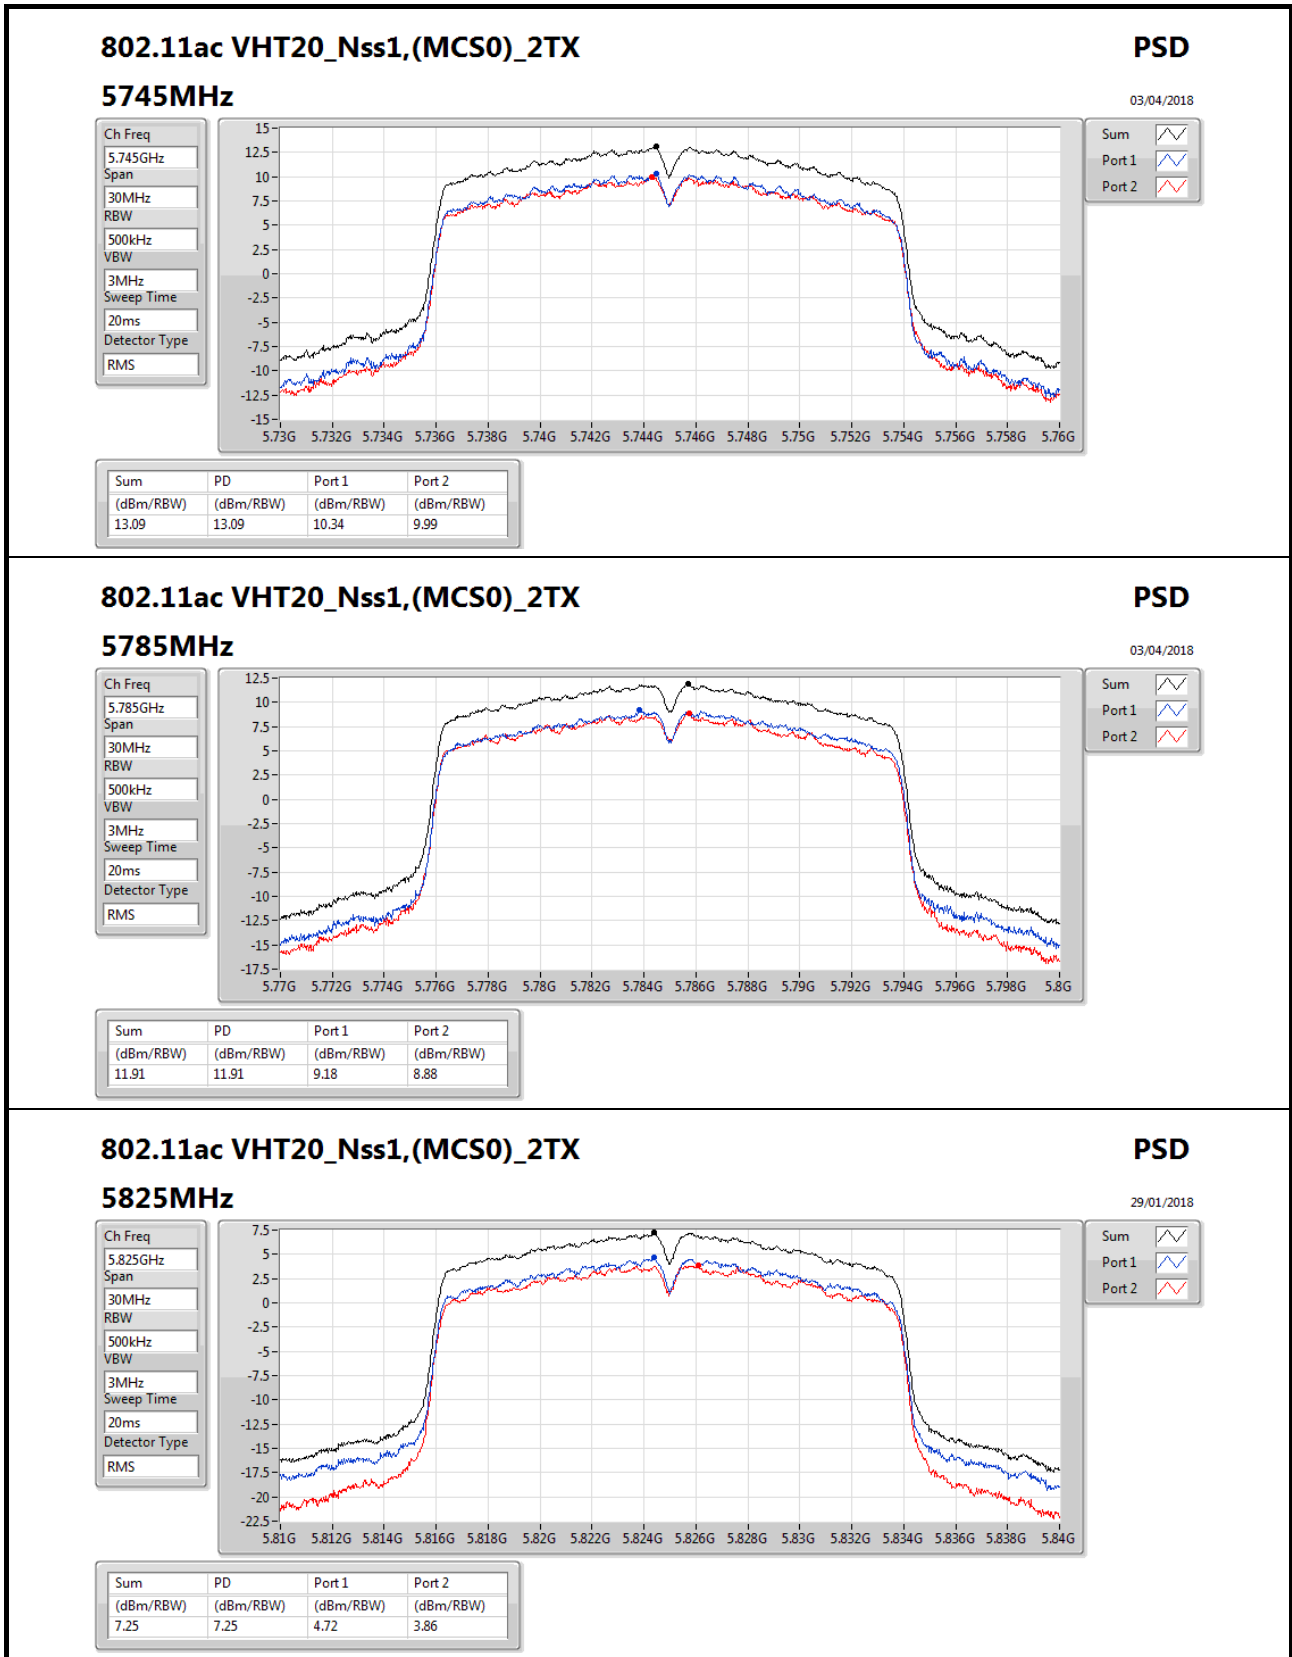 802.11ac VHT20_Nss1,(MCS0)_2TX PSD
5745MHz
03/04/2018
Ch Freq
5.745GHz
Span
30MHz
RBW
500kHz
VBW
3MHz
Sweep Time
20ms
Detector Type
RMS
15
12.5
10
7.5
5
2.5
0
-2.5
-5
-7.5
-10
-12.5
-15
5.73G 5.732G 5.734G 5.736G 5.738G 5.74G 5.742G 5.744G 5.746G 5.748G 5.75G 5.752G 5.754G 5.756G 5.758G 5.76G
Sum
Port 1
Port 2
Sum PD Port 1 Port 2
(dBm/RBW) (dBm/RBW) (dBm/RBW) (dBm/RBW)
13.09 13.09 10.34 9.99
802.11ac VHT20_Nss1,(MCS0)_2TX PSD
5785MHz
03/04/2018
Ch Freq
5.785GHz
Span
30MHz
RBW
500kHz
VBW
3MHz
Sweep Time
20ms
Detector Type
RMS
12.5
10
7.5
5
2.5
0
-2.5
-5
-7.5
-10
-12.5
-15
-17.5
5.77G 5.772G 5.774G 5.776G 5.778G 5.78G 5.782G 5.784G 5.786G 5.788G 5.79G 5.792G 5.794G 5.796G 5.798G 5.8G
Sum
Port 1
Port 2
Sum PD Port 1 Port 2
(dBm/RBW) (dBm/RBW) (dBm/RBW) (dBm/RBW)
11.91 11.91 9.18 8.88
802.11ac VHT20_Nss1,(MCS0)_2TX PSD
5825MHz
29/01/2018
Ch Freq
5.825GHz
Span
30MHz
RBW
500kHz
VBW
3MHz
Sweep Time
20ms
Detector Type
RMS
7.5
5
2.5
0
-2.5
-5
-7.5
-10
-12.5
-15
-17.5
-20
-22.5
5.81G 5.812G 5.814G 5.816G 5.818G 5.82G 5.822G 5.824G 5.826G 5.828G 5.83G 5.832G 5.834G 5.836G 5.838G 5.84G
Sum
Port 1
Port 2
Sum PD Port 1 Port 2
(dBm/RBW) (dBm/RBW) (dBm/RBW) (dBm/RBW)
7.25 7.25 4.72 3.86